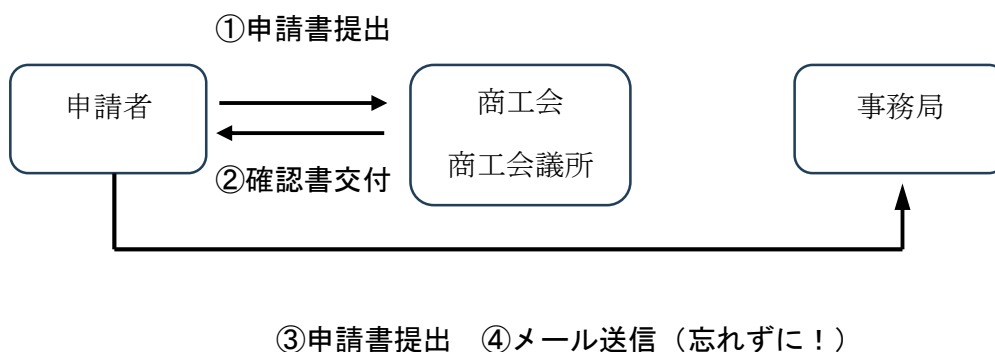 ①申請書提出
申請者
商工会
商工会議所
事務局
②確認書交付
③申請書提出　④メール送信（忘れずに！）